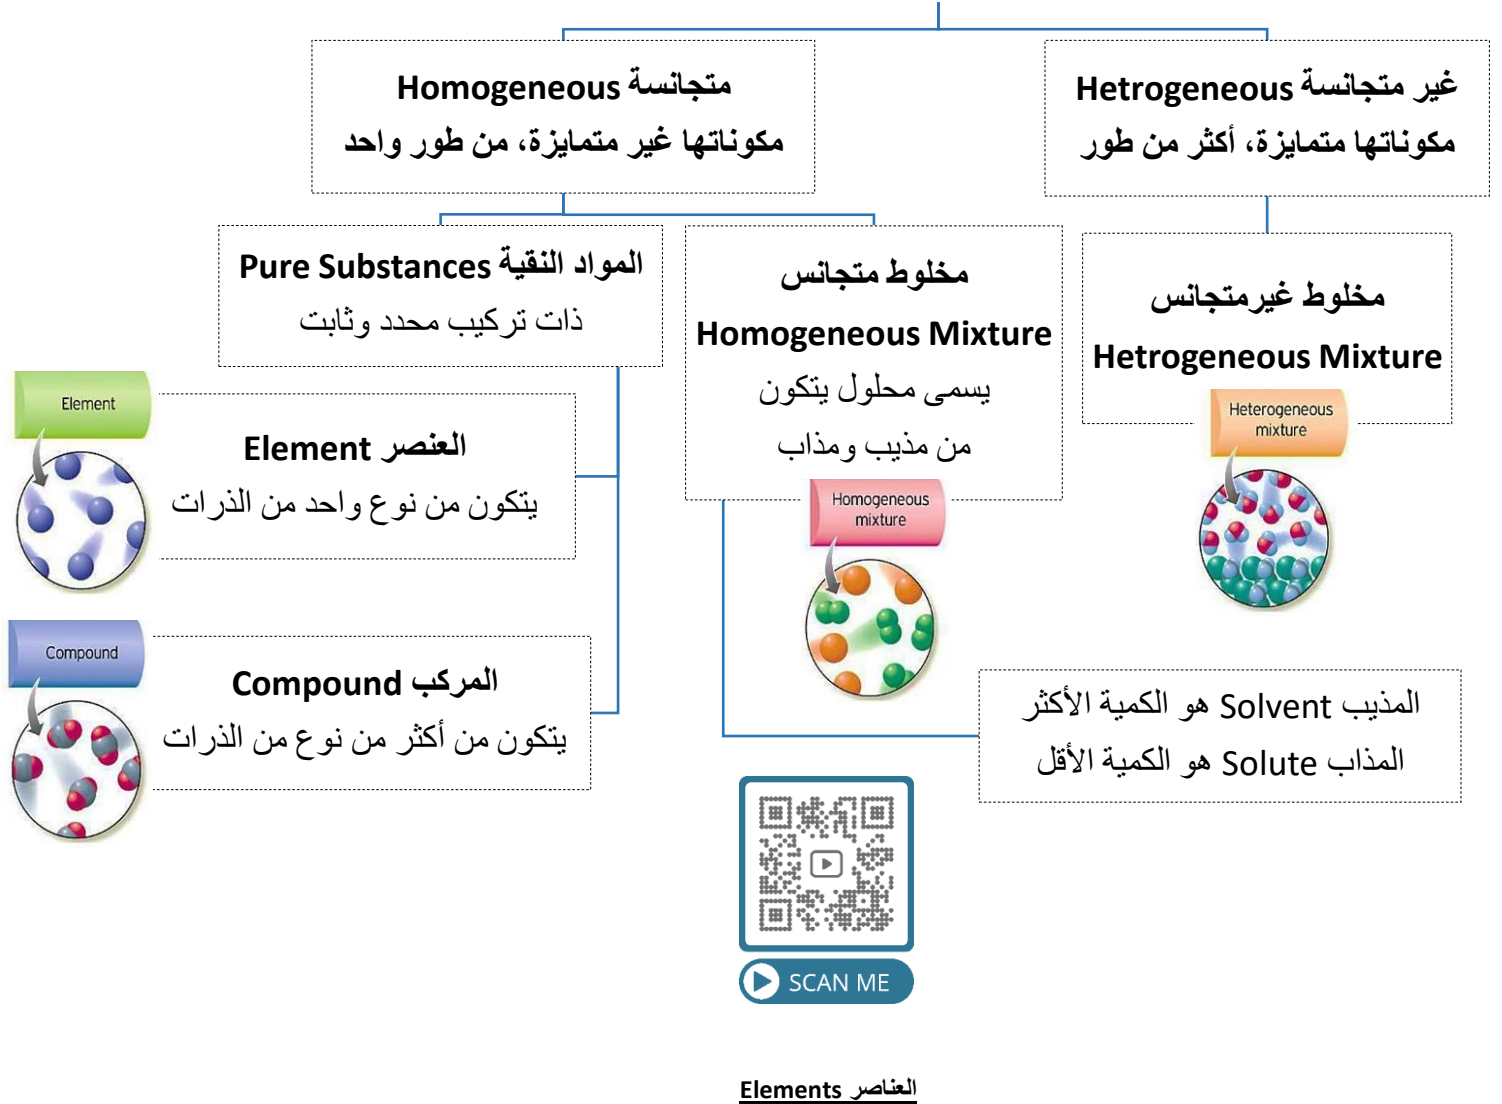 غير متجانسة Hetrogeneous
مكوناتها متمايزة، أكثر من طور
متجانسة Homogeneous
مكوناتها غير متمايزة، من طور واحد
مخلوط غيرمتجانس
Hetrogeneous Mixture
Heterogeneous
mixture
مخلوط متجانس
Homogeneous Mixture
يسمى محلول يتكون
من مذيب ومذاب
Homogeneous
mixture
المواد النقية Pure Substances
ذات تركيب محدد وثابت
العنصر Element
يتكون من نوع واحد من الذرات
Element
المركب Compound
يتكون من أكثر من نوع من الذرات
Compound
المذيب Solvent هو الكمية الأكثر
المذاب Solute هو الكمية الأقل
SCAN ME
العناصر Elements